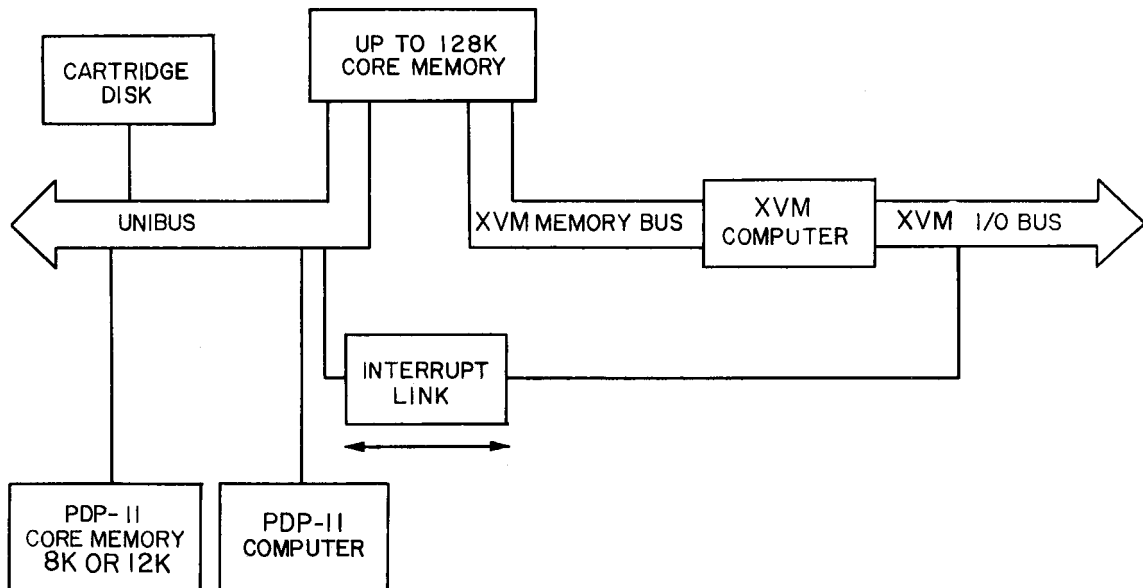 UP TO 128K
CORE MEMORY
CARTRIDGE
DISK
UNIBUS
XVM MEMORY BUS
XVM
COMPUTER
XVM I/O BUS
INTERRUPT
LINK
PDP-11
CORE MEMORY
8K OR 12K
PDP-11
COMPUTER